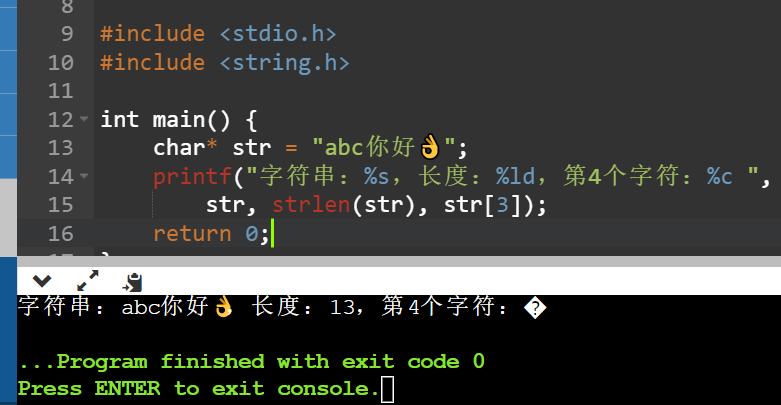 8
9 #include <stdio.h>
10 #include <string.h>
11
12 int main() {
13 char* str = "abc你好👌";
14 printf("字符串：%s，长度：%ld，第4个字符：%c ",
15 str, strlen(str), str[3]);
16 return 0;
字符串：abc你好👌 长度：13，第4个字符：�
...Program finished with exit code 0
Press ENTER to exit console.